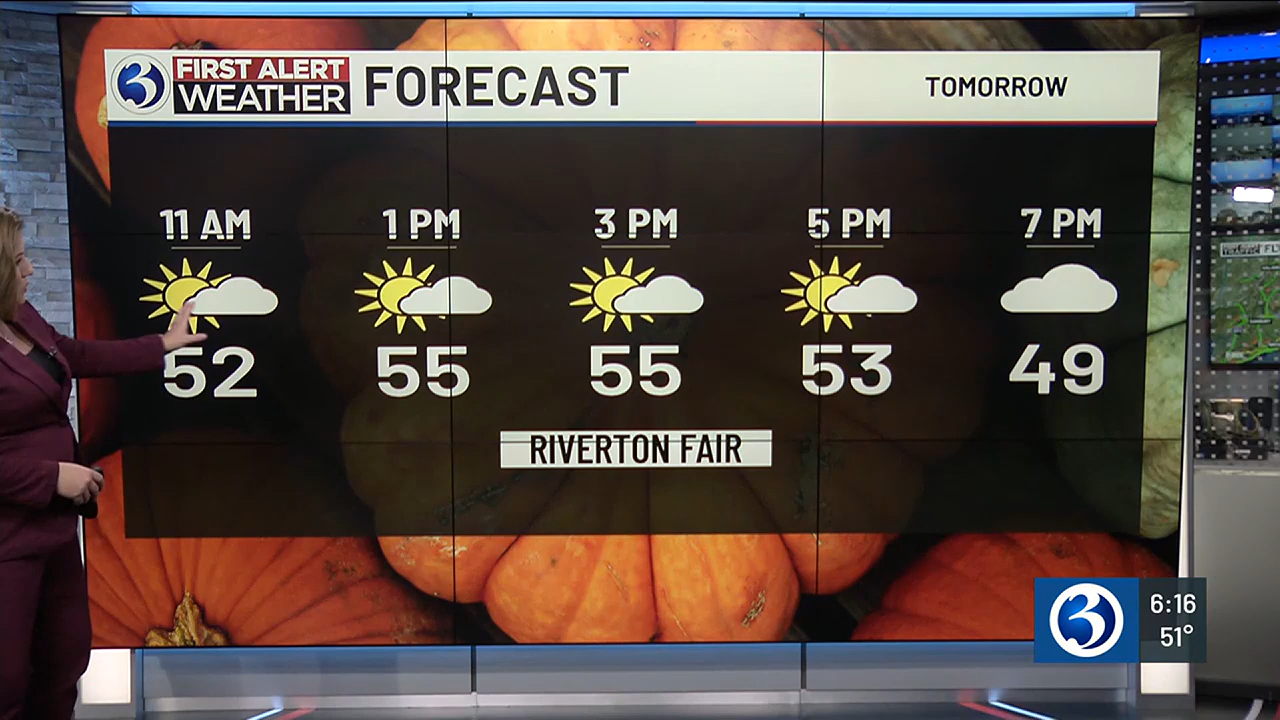 3 FIRST ALERT WEATHER FORECAST
TOMORROW
11 AM
1 PM
3 PM
5 PM
7 PM
52
55
55
53
49
RIVERTON FAIR
TRAFFIC
3
6:16
51°